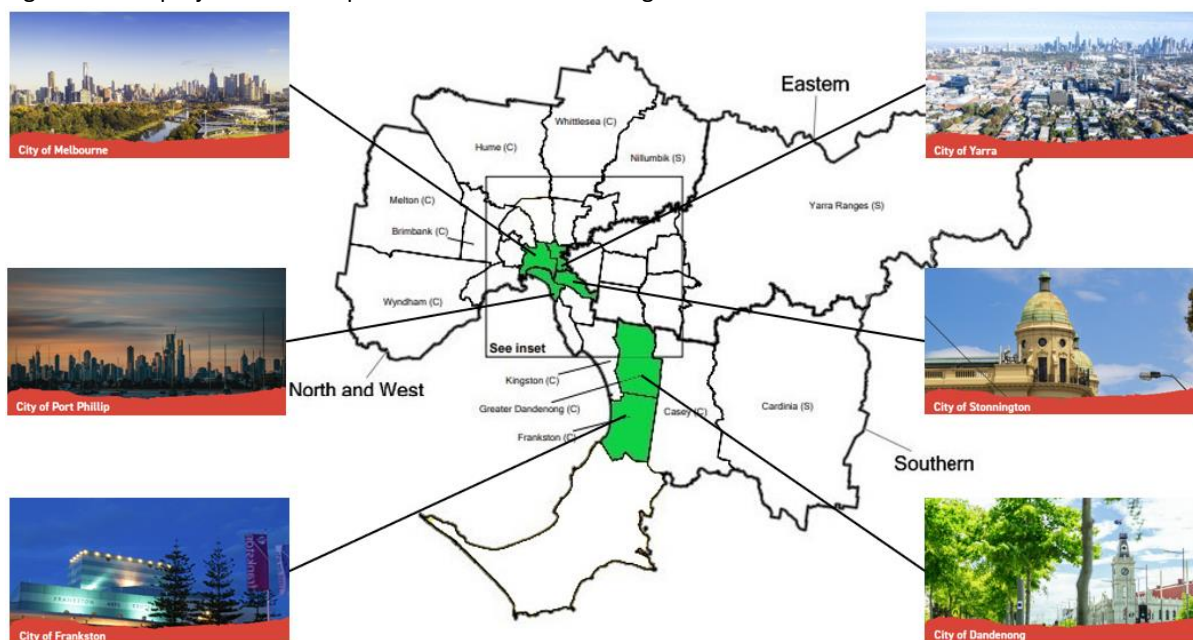 City of Melbourne
City of Yarra
Eastern
Whittlesea (C)
Hume (C)
Nillumbik (S)
Melton (C)
Yarra Ranges (S)
Brimbank (C)
Wyndham (C)
See inset
North and West
Kingston (C)
City of Port Phillip
City of Stonnington
Greater Dandenong (C)
Casey (C)
Cardinia (S)
Frankston (C)
Southern
City of Frankston
City of Dandenong